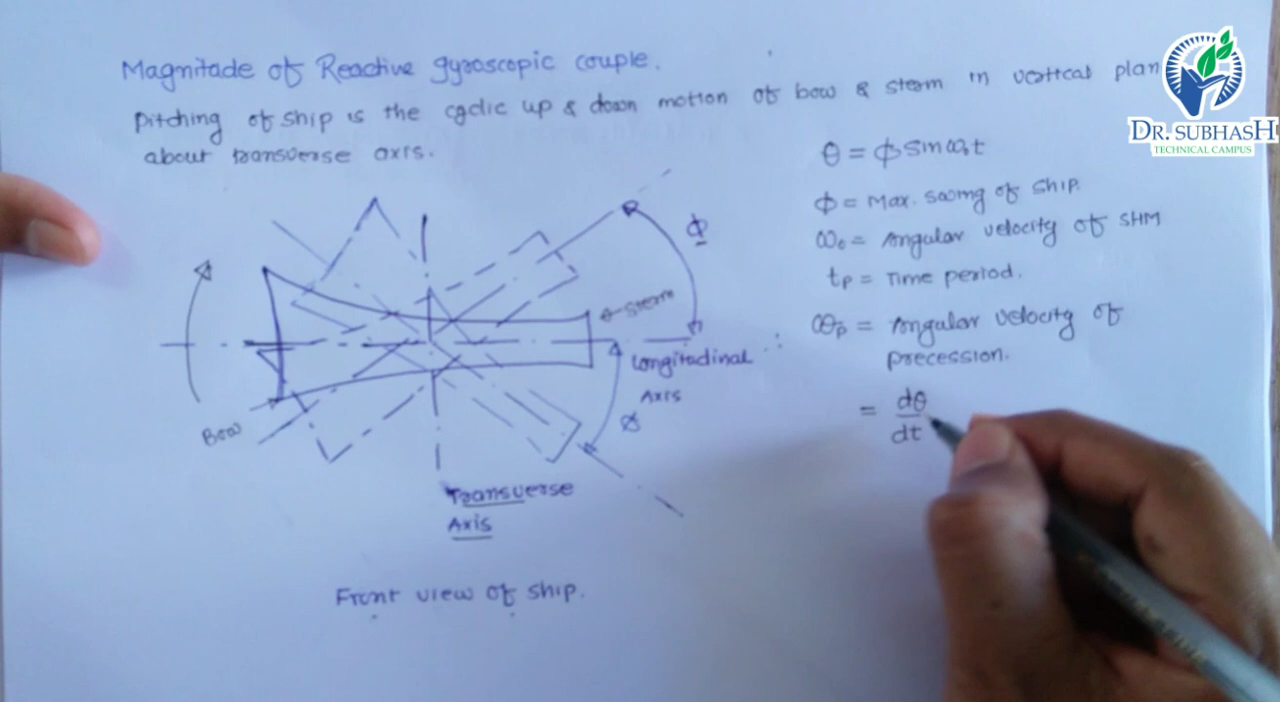 Magnitade of Reactive gyroscopic couple.
Pitching of ship is the cyclic up & down motion of bow & stern in vertical plan
about transverse axis.
DR. SUBHASH
TECHNICAL CAMPUS
θ = ϕ sin ω₀t
ϕ = Max. swing of ship.
ω₀ = Angular velocity of SHM
tp = Time period.
∴ ωp = Angular velocity of
precession.
= dθ
dt
ϕ
Stern
Longitudinal
Axis
ϕ
Bow
Transverse
Axis
Front view of ship.